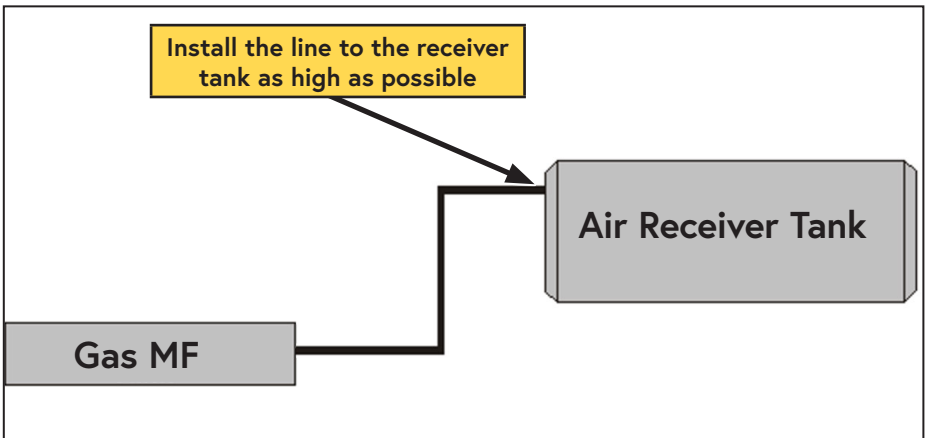 Install the line to the receiver
tank as high as possible
Air Receiver Tank
Gas MF